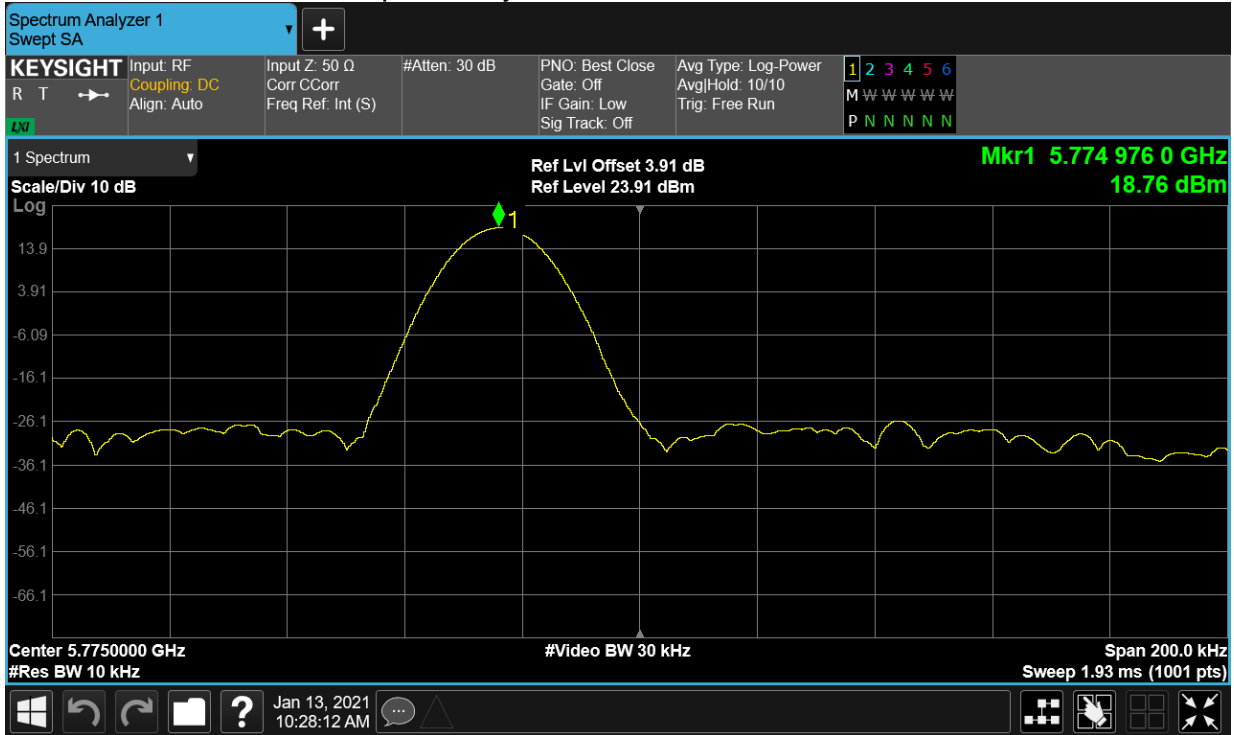 Spectrum Analyzer 1
Swept SA
KEYSIGHT
R T
LXI
Input: RF
Coupling: DC
Align: Auto
Input Z: 50 Ω
Corr CCorr
Freq Ref: Int (S)
#Atten: 30 dB
PNO: Best Close
Gate: Off
IF Gain: Low
Sig Track: Off
Avg Type: Log-Power
Avg|Hold: 10/10
Trig: Free Run
1 2 3 4 5 6
M W W W W W
P N N N N N
1 Spectrum
Scale/Div 10 dB
Log
Ref Lvl Offset 3.91 dB
Ref Level 23.91 dBm
Mkr1 5.774 976 0 GHz
18.76 dBm
1
13.9
3.91
-6.09
-16.1
-26.1
-36.1
-46.1
-56.1
-66.1
Center 5.7750000 GHz
#Res BW 10 kHz
#Video BW 30 kHz
Span 200.0 kHz
Sweep 1.93 ms (1001 pts)
?
Jan 13, 2021
10:28:12 AM